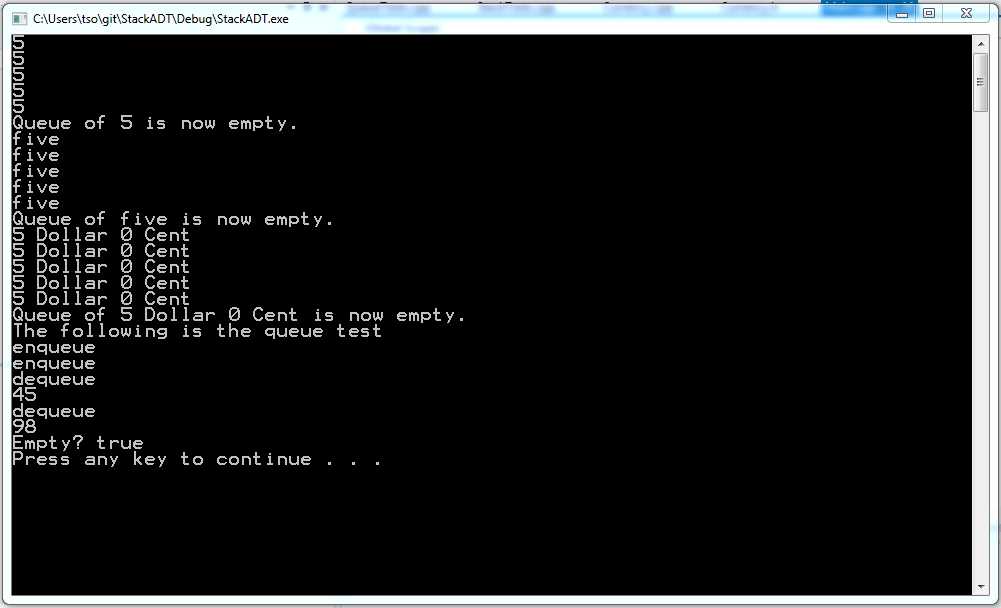 C:\Users\tso\git\StackADT\Debug\StackADT.exe
5
5
5
5
5
Queue of 5 is now empty.
five
five
five
five
five
Queue of five is now empty.
5 Dollar 0 Cent
5 Dollar 0 Cent
5 Dollar 0 Cent
5 Dollar 0 Cent
5 Dollar 0 Cent
Queue of 5 Dollar 0 Cent is now empty.
The following is the queue test
enqueue
enqueue
dequeue
45
dequeue
98
Empty? true
Press any key to continue . . .